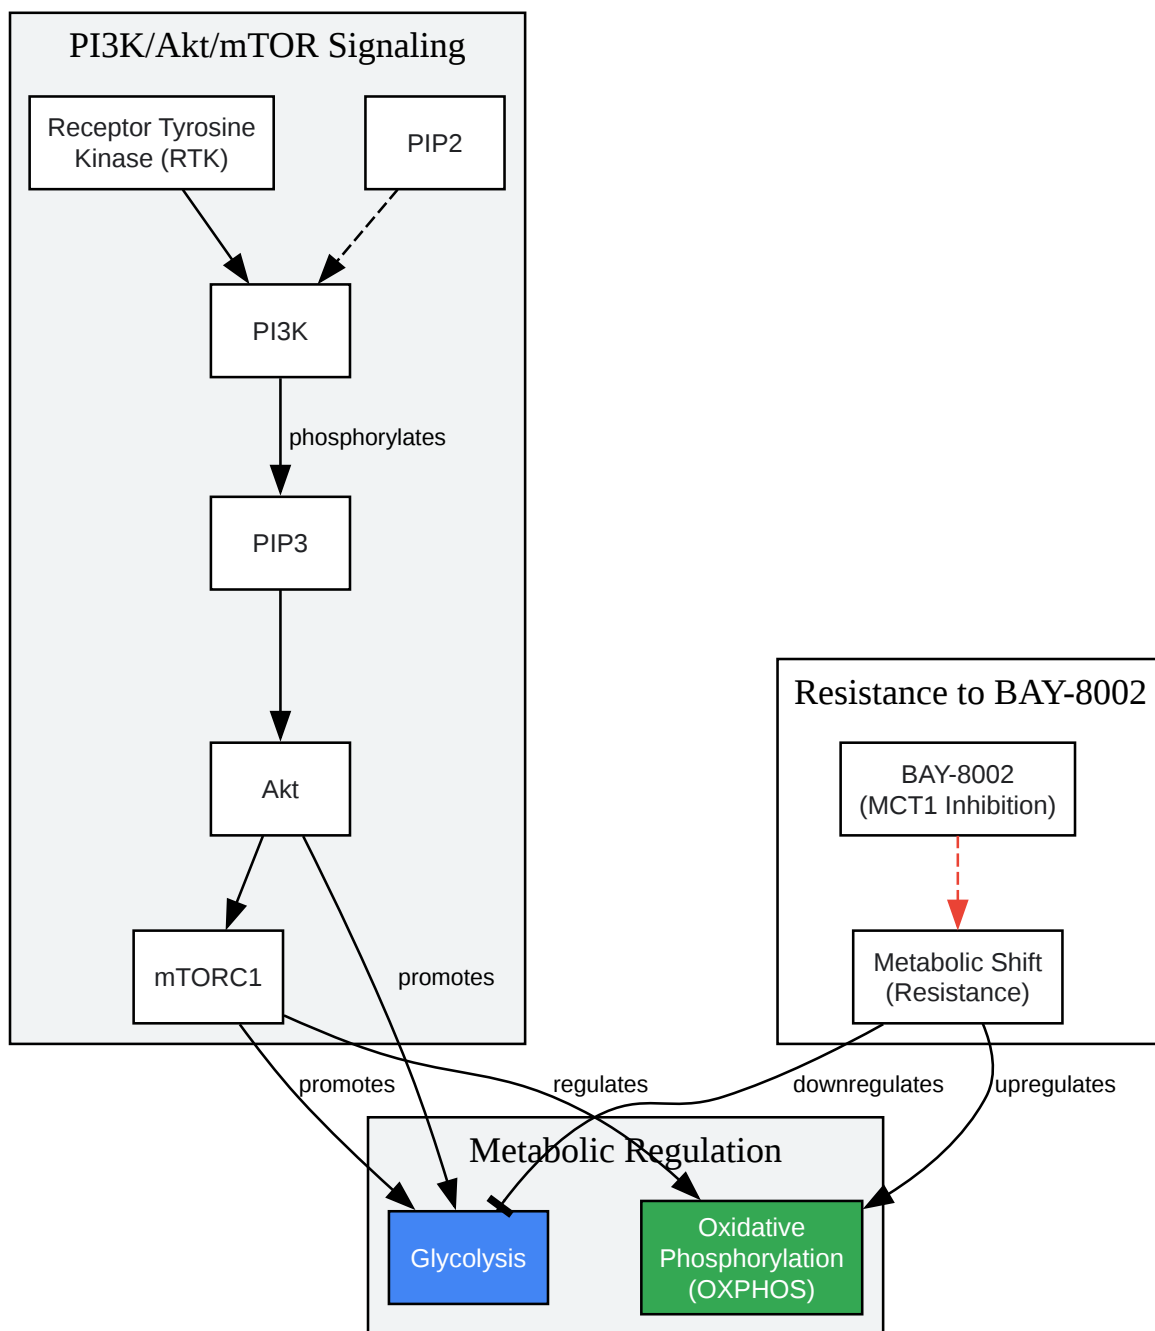 PI3K/Akt/mTOR Signaling
Receptor Tyrosine
Kinase (RTK)
PIP2
PI3K
phosphorylates
PIP3
Akt
mTORC1
promotes
Resistance to BAY-8002
BAY-8002
(MCT1 Inhibition)
Metabolic Shift
(Resistance)
promotes
regulates
downregulates
upregulates
Metabolic Regulation
Glycolysis
Oxidative
Phosphorylation
(OXPHOS)